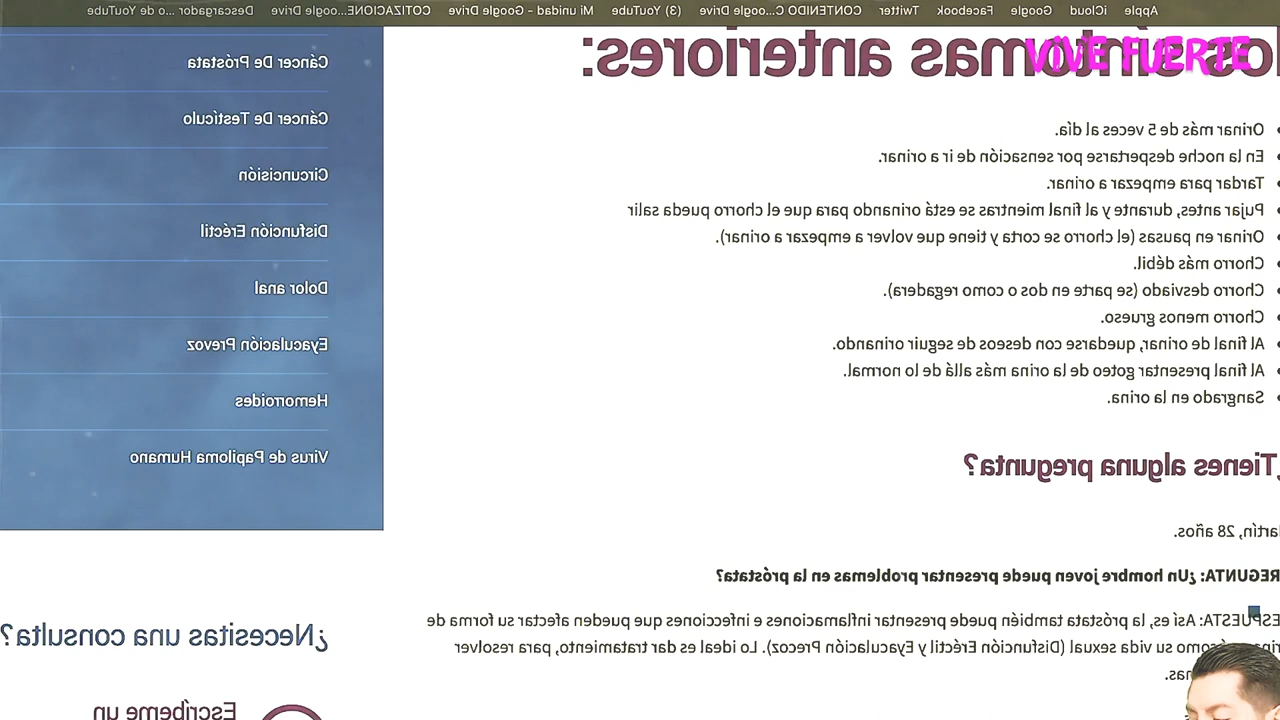 Apple iCloud Google Facebook Twitter CONTENIDO C...oogle Drive (3) YouTube Mi unidad - Google Drive COTIZACIONE...oogle Drive Descargador ...o de YouTube
os síntomas anteriores:
VIVE FUERTE
Orinar más de 5 veces al día.
En la noche despertarse por sensación de ir a orinar.
Tardar para empezar a orinar.
Pujar antes, durante y al final mientras se está orinando para que el chorro pueda salir
Orinar en pausas (el chorro se corta y tiene que volver a empezar a orinar).
Chorro más débil.
Chorro desviado (se parte en dos o como regadera).
Chorro menos grueso.
Al final de orinar, quedarse con deseos de seguir orinando.
Al final presentar goteo de la orina más allá de lo normal.
Sangrado en la orina.
¿Tienes alguna pregunta?
artín, 28 años.
REGUNTA: ¿Un hombre joven puede presentar problemas en la próstata?
ESPUESTA: Así es, la próstata también puede presentar inflamaciones e infecciones que pueden afectar su forma de
como su vida sexual (Disfunción Eréctil y Eyaculación Precoz). Lo ideal es dar tratamiento, para resolver
mas.
Cáncer De Próstata
Cáncer De Testículo
Circuncisión
Disfunción Eréctil
Dolor anal
Eyaculación Prevoz
Hemorroides
Virus de Papiloma Humano
¿Necesitas una consulta?
Escríbeme un